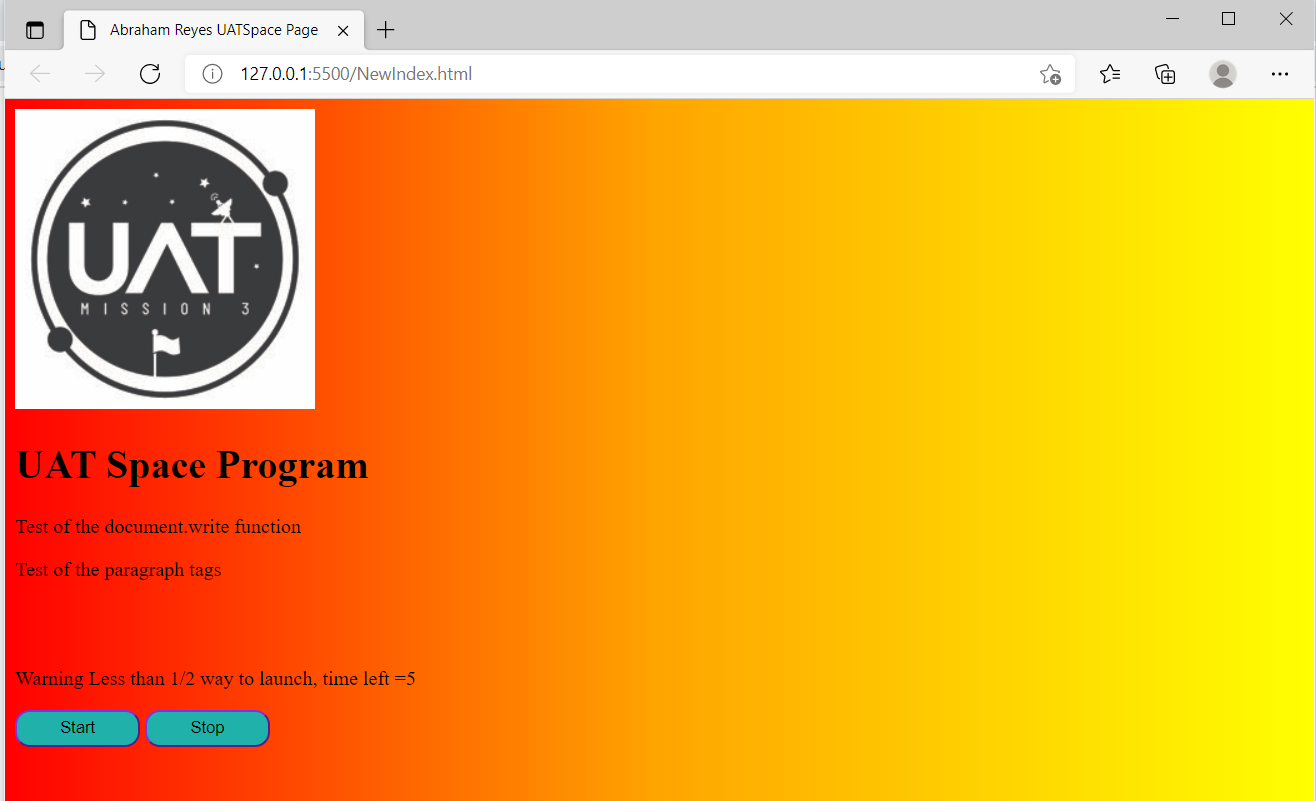 Abraham Reyes UATSpace Page
127.0.0.1:5500/NewIndex.html
UAT
MISSION 3
UAT Space Program
Test of the document.write function
Test of the paragraph tags
Warning Less than 1/2 way to launch, time left =5
Start Stop